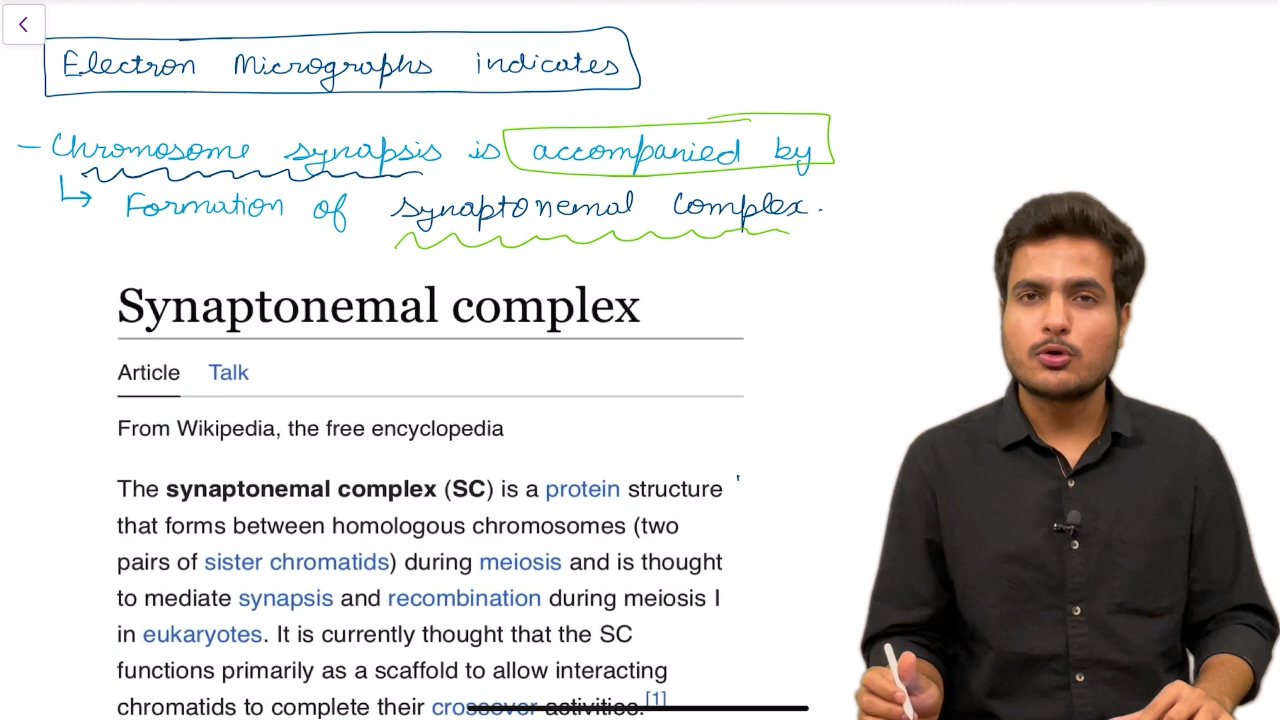 Electron Micrographs indicates
- Chromosome synapsis is accompanied by
↳ Formation of synaptonemal complex.
Synaptonemal complex
Article Talk
From Wikipedia, the free encyclopedia
The synaptonemal complex (SC) is a protein structure
that forms between homologous chromosomes (two
pairs of sister chromatids) during meiosis and is thought
to mediate synapsis and recombination during meiosis I
in eukaryotes. It is currently thought that the SC
functions primarily as a scaffold to allow interacting
chromatids to complete their crossover activities.[1]